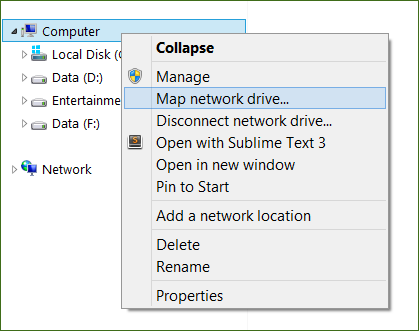 Computer
Local Disk (
Data (D:)
Entertainme
Data (F:)
Network
Collapse
Manage
Map network drive...
Disconnect network drive...
Open with Sublime Text 3
Open in new window
Pin to Start
Add a network location
Delete
Rename
Properties